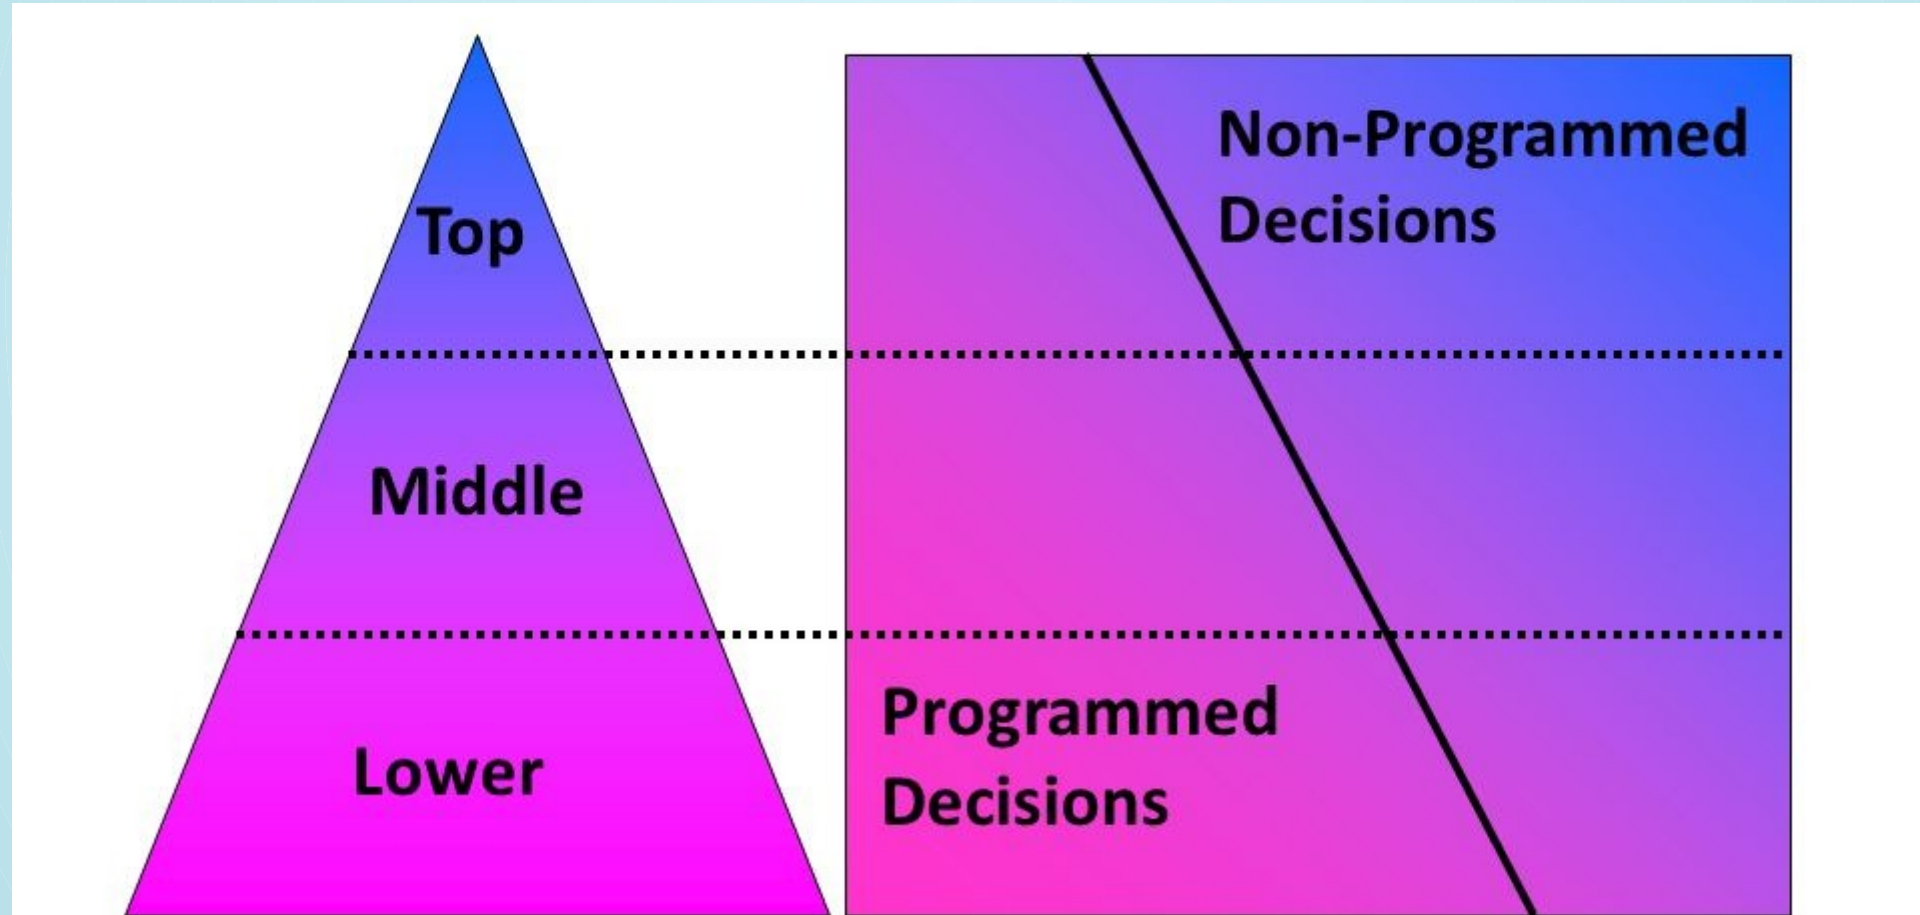 Top
Middle
Lower
Non-Programmed
Decisions
Programmed
Decisions